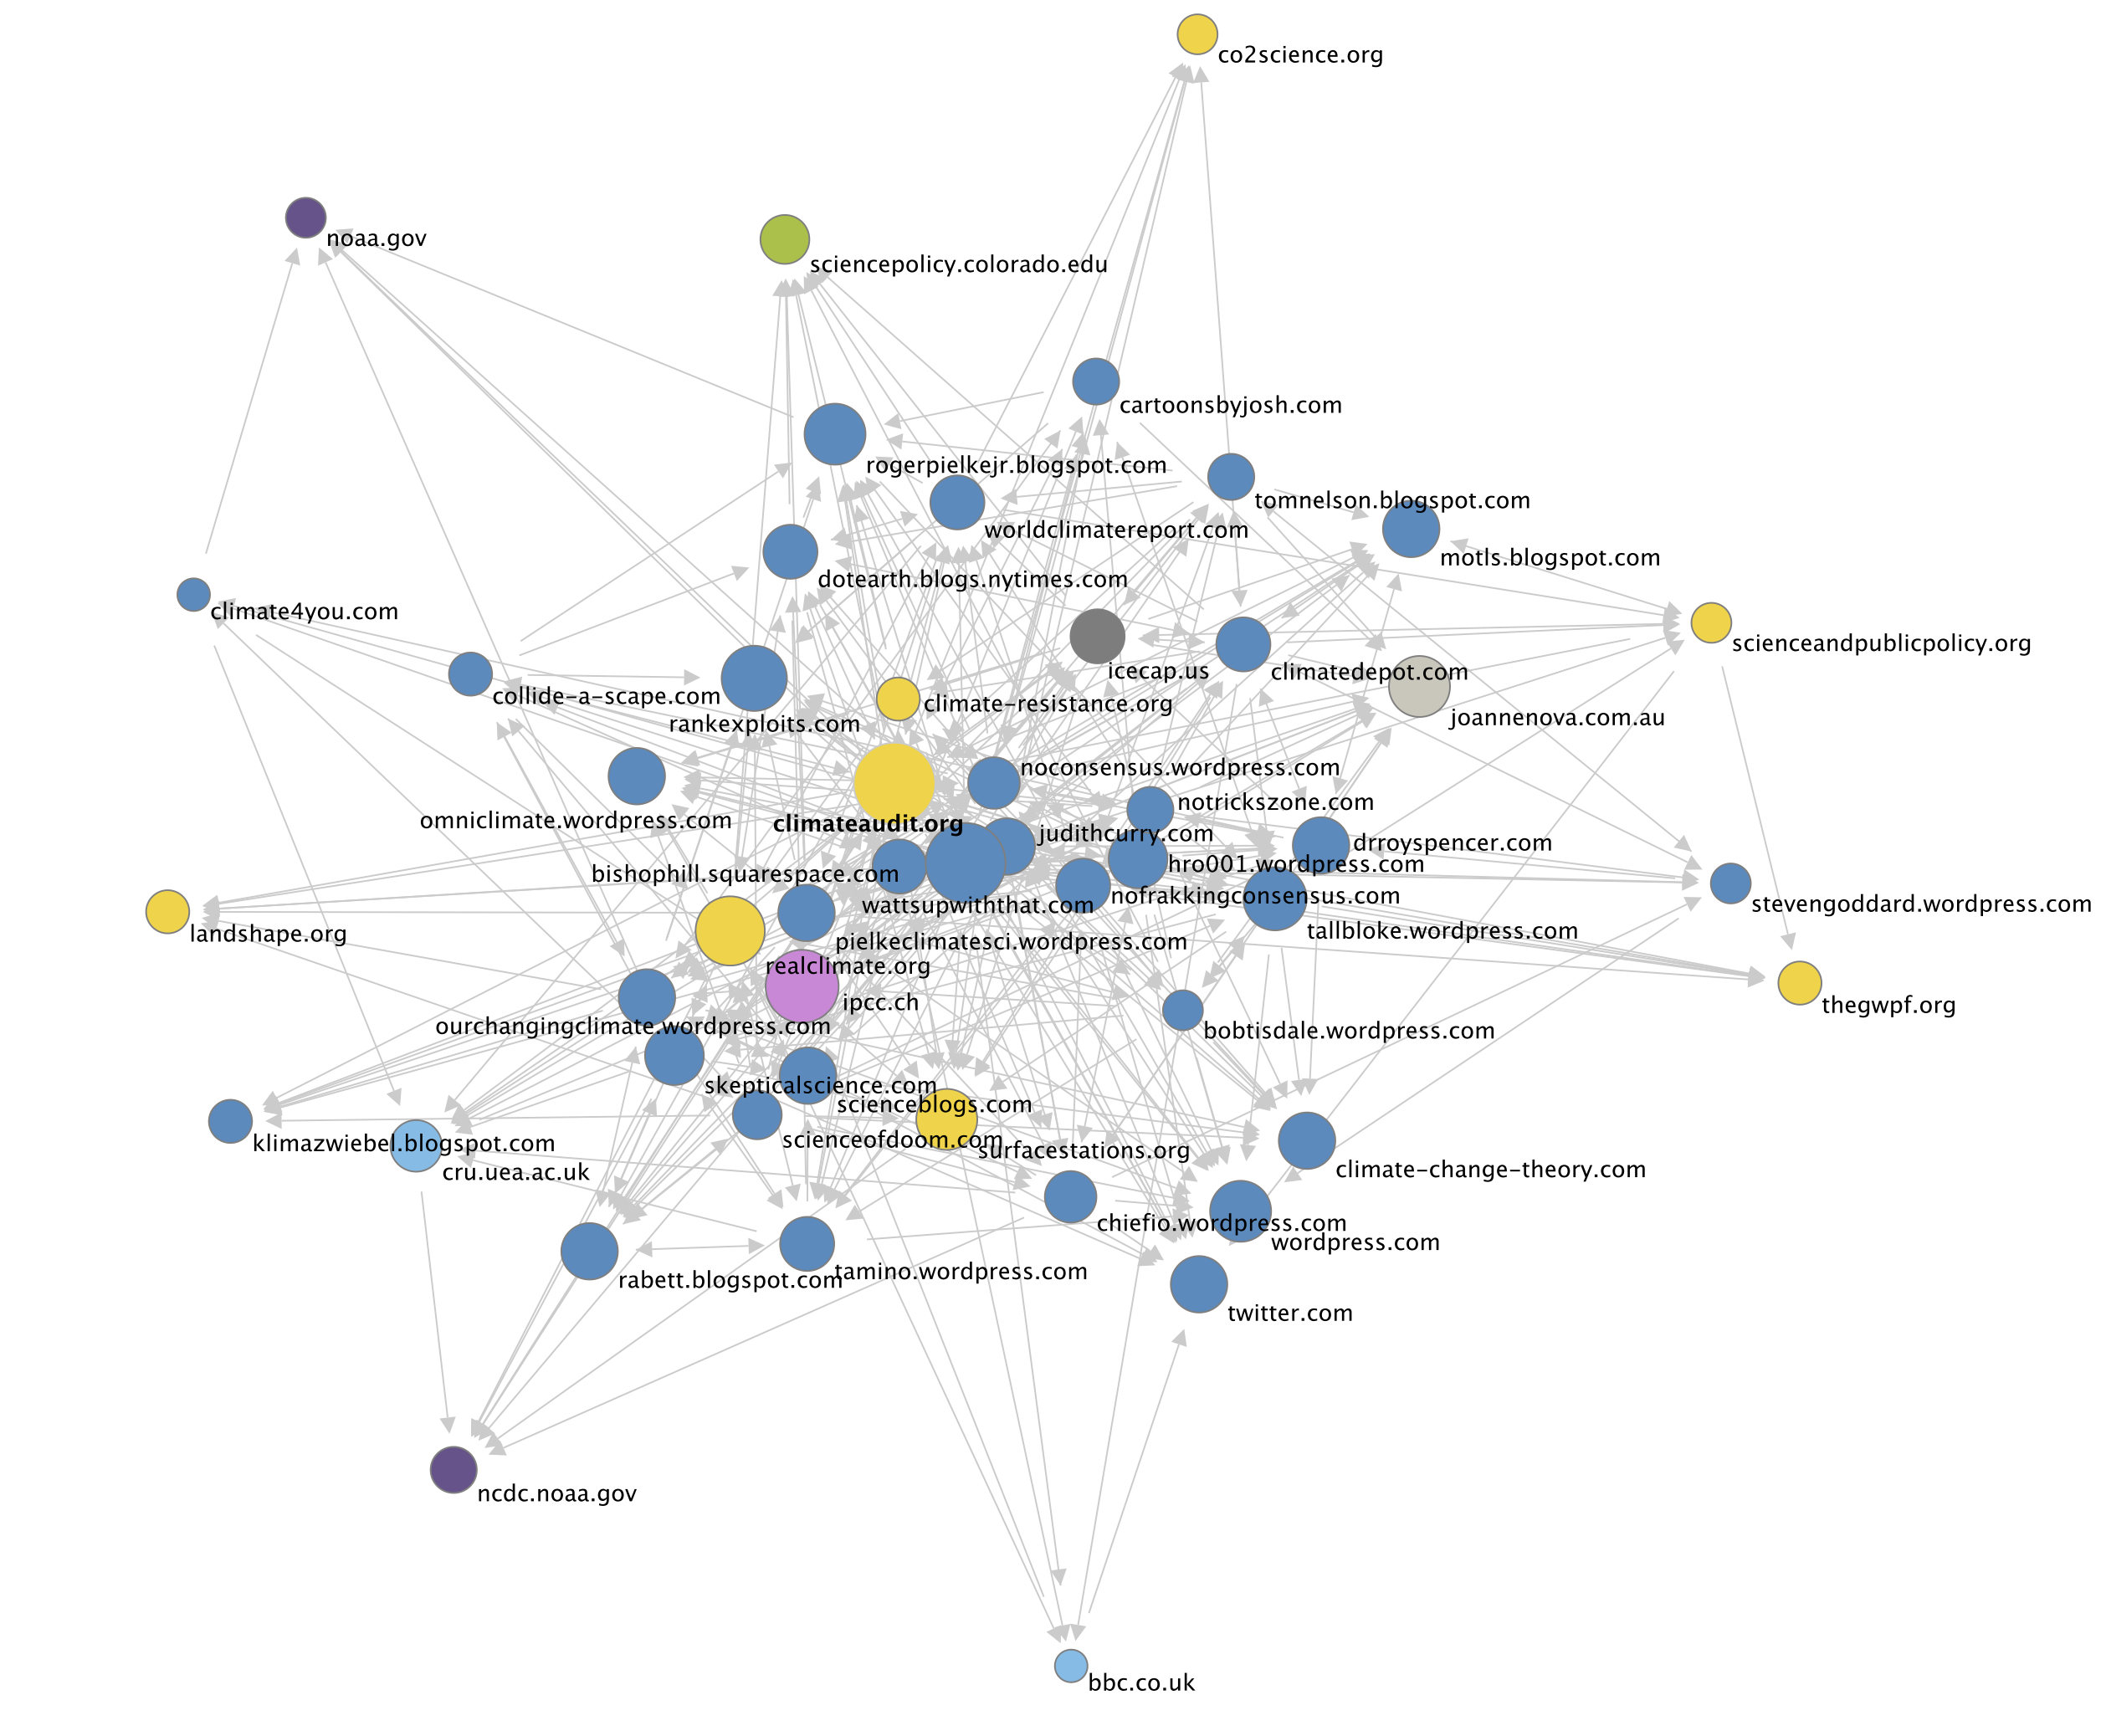 co2science.org
noaa.gov
sciencepolicy.colorado.edu
cartoonsbyjosh.com
rogerpielkejr.blogspot.com
tomnelson.blogspot.com
worldclimatereport.com
motls.blogspot.com
dotearth.blogs.nytimes.com
climate4you.com
scienceandpublicpolicy.org
icecap.us
climatedepot.com
collide-a-scape.com
climate-resistance.org
joannenova.com.au
rankexploits.com
noconsensus.wordpress.com
notrickszone.com
omniclimate.wordpress.com
climateaudit.org
judithcurry.com
drroyspencer.com
hro001.wordpress.com
bishophill.squarespace.com
nofrakkingconsensus.com
wattsupwiththat.com
stevengoddard.wordpress.com
landshape.org
tallbloke.wordpress.com
pielkeclimatesci.wordpress.com
realclimate.org
ipcc.ch
thegwpf.org
ourchangingclimate.wordpress.com
bobtisdale.wordpress.com
skepticalscience.com
scienceblogs.com
scienceofdoom.com
klimazwiebel.blogspot.com
surfacestations.org
cru.uea.ac.uk
climate-change-theory.com
chiefio.wordpress.com
wordpress.com
tamino.wordpress.com
rabett.blogspot.com
twitter.com
ncdc.noaa.gov
bbc.co.uk